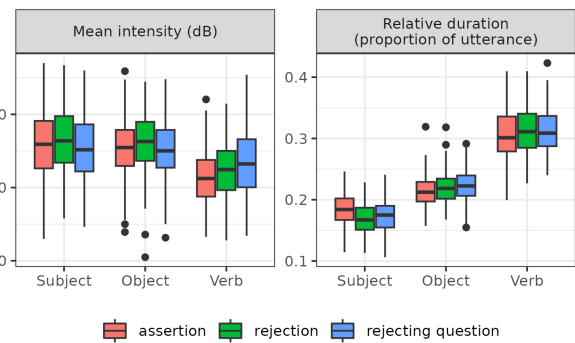 Mean intensity (dB)
Relative duration
(proportion of utterance)
0.4
0.3
0.2
0.1
Subject Object Verb
Subject Object Verb
assertion rejection rejecting question